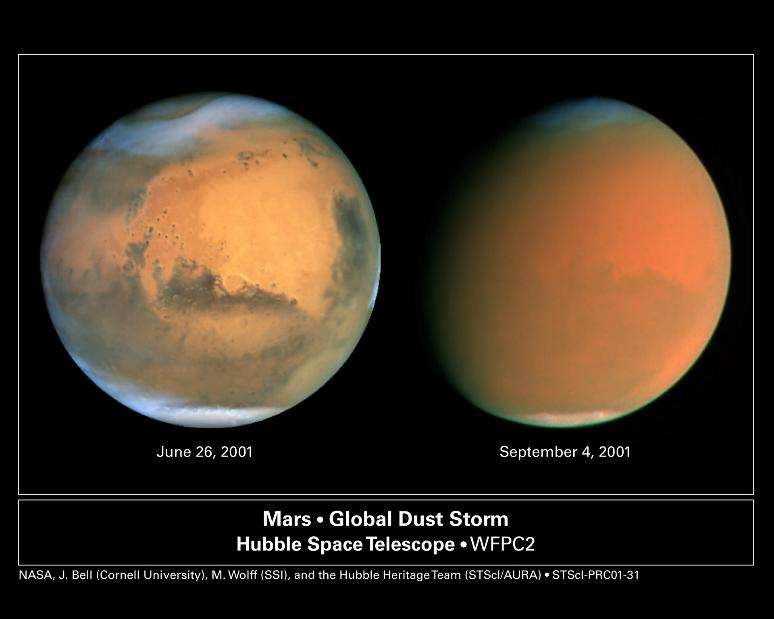 June 26, 2001
September 4, 2001
Mars • Global Dust Storm
Hubble Space Telescope • WFPC2
NASA, J. Bell (Cornell University), M. Wolff (SSI), and the Hubble Heritage Team (STScI/AURA) • STScI-PRC01-31